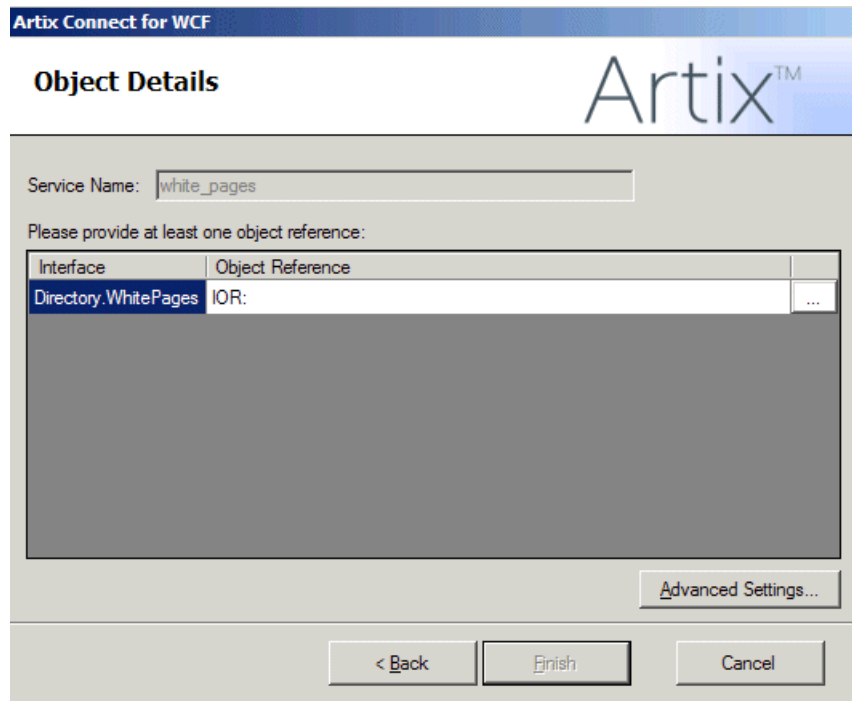 Artix Connect for WCF
Object Details
Artix™
Service Name: white_pages
Please provide at least one object reference:
Interface Object Reference
Directory.WhitePages IOR: ...
Advanced Settings...
< Back Finish Cancel